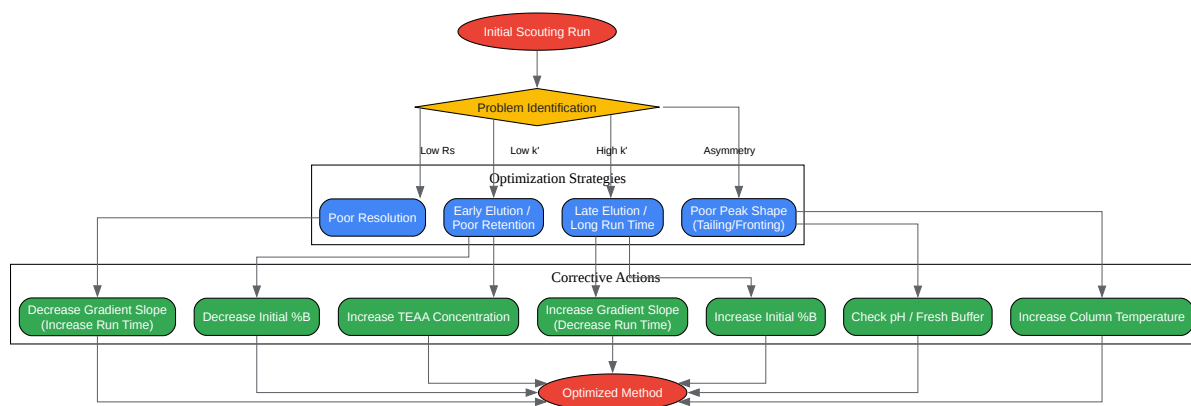 Initial Scouting Run
Problem Identification
Low Rs
Low k'
High k'
Asymmetry
Optimization Strategies
Poor Resolution
Early Elution /
Poor Retention
Late Elution /
Long Run Time
Poor Peak Shape
(Tailing/Fronting)
Corrective Actions
Decrease Gradient Slope
(Increase Run Time)
Decrease Initial %B
Increase TEAA Concentration
Increase Gradient Slope
(Decrease Run Time)
Increase Initial %B
Check pH / Fresh Buffer
Increase Column Temperature
Optimized Method